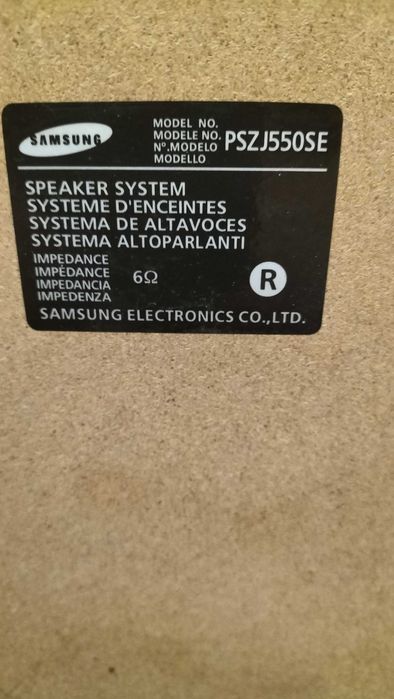 SAMSUNG
MODEL NO.
MODELE NO.
Nº.MODELO
MODELLO
PSZJ550SE
SPEAKER SYSTEM
SYSTEME D'ENCEINTES
SYSTEMA DE ALTAVOCES
SYSTEMA ALTOPARLANTI
IMPEDANCE
IMPÉDANCE
IMPEDANCIA
IMPEDENZA
6Ω
R
SAMSUNG ELECTRONICS CO.,LTD.